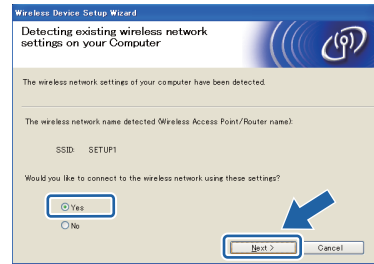 Wireless Device Setup Wizard
Detecting existing wireless network
settings on your Computer
The wireless network settings of your computer have been detected.
The wireless network name detected (Wireless Access Point/Router name):
SSID: SETUP1
Would you like to connect to the wireless network using these settings?
Yes
No
Next > Cancel